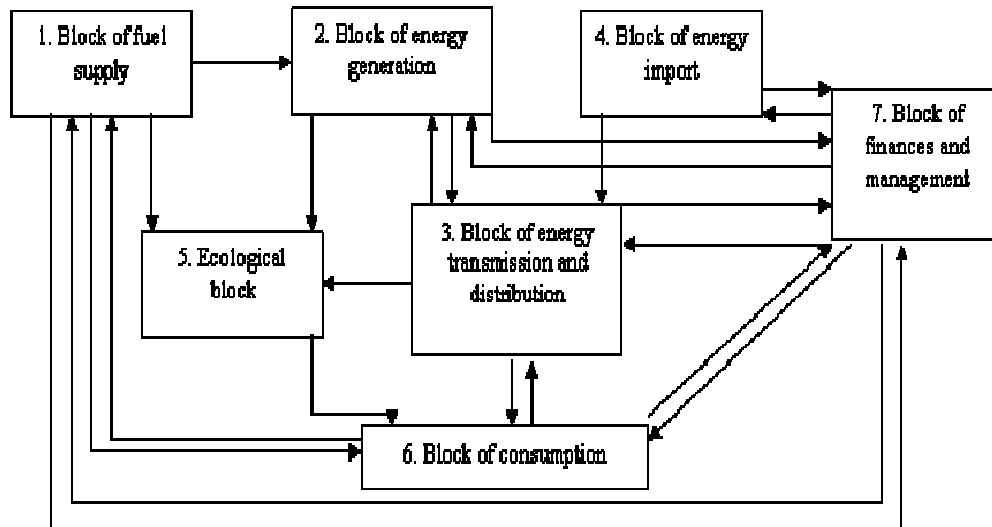 1. Block of fuel
supply
2. Block of energy
generation
4. Block of energy
import
7. Block of
finances and
management
3. Block of energy
transmission and
distribution
5. Ecological
block
6. Block of consumption